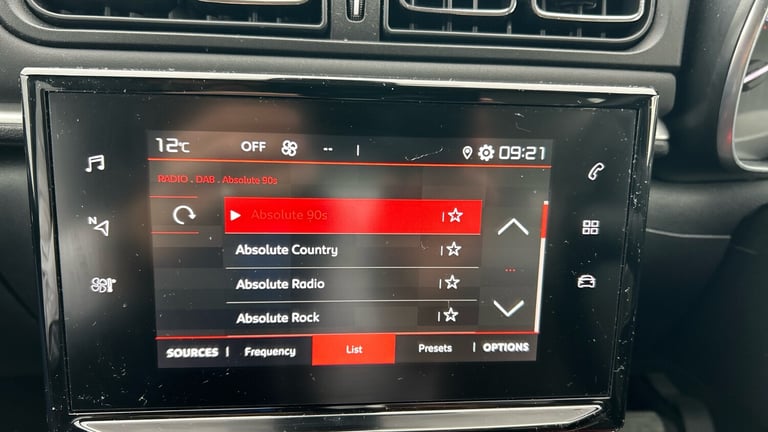 12°C OFF -- 09:21
RADIO . DAB . Absolute 90s
Absolute 90s
Absolute Country
Absolute Radio
Absolute Rock
SOURCES Frequency List Presets OPTIONS
N